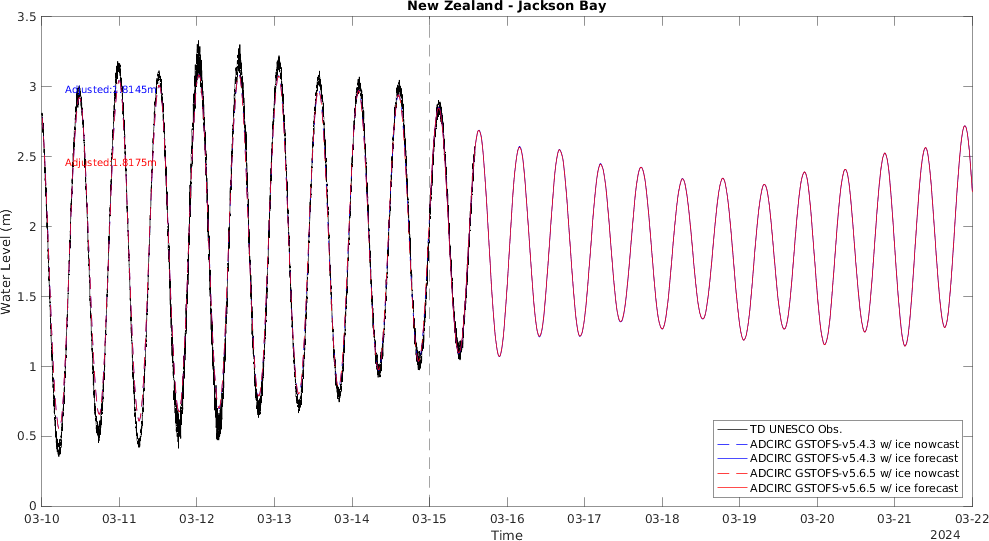 New Zealand - Jackson Bay
3.5
3
2.5
2
1.5
1
0.5
0
Water Level (m)
Adjusted:1.8145m
Adjusted:1.8175m
TD UNESCO Obs.
ADCIRC GSTOFS-v5.4.3 w/ ice nowcast
ADCIRC GSTOFS-v5.4.3 w/ ice forecast
ADCIRC GSTOFS-v5.6.5 w/ ice nowcast
ADCIRC GSTOFS-v5.6.5 w/ ice forecast
03-10 03-11 03-12 03-13 03-14 03-15 03-16 03-17 03-18 03-19 03-20 03-21 03-22
Time
2024